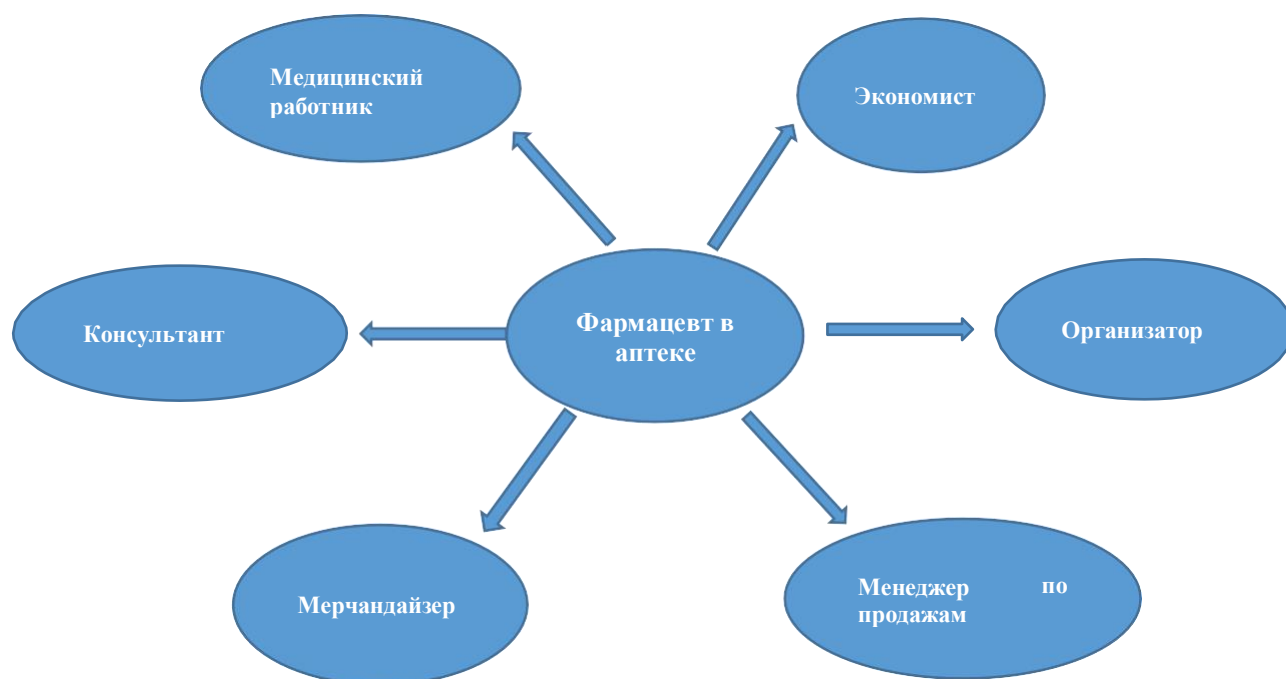 Медицинский
работник
Экономист
Консультант
Фармацевт в
аптеке
Организатор
Мерчандайзер
Менеджер по
продажам